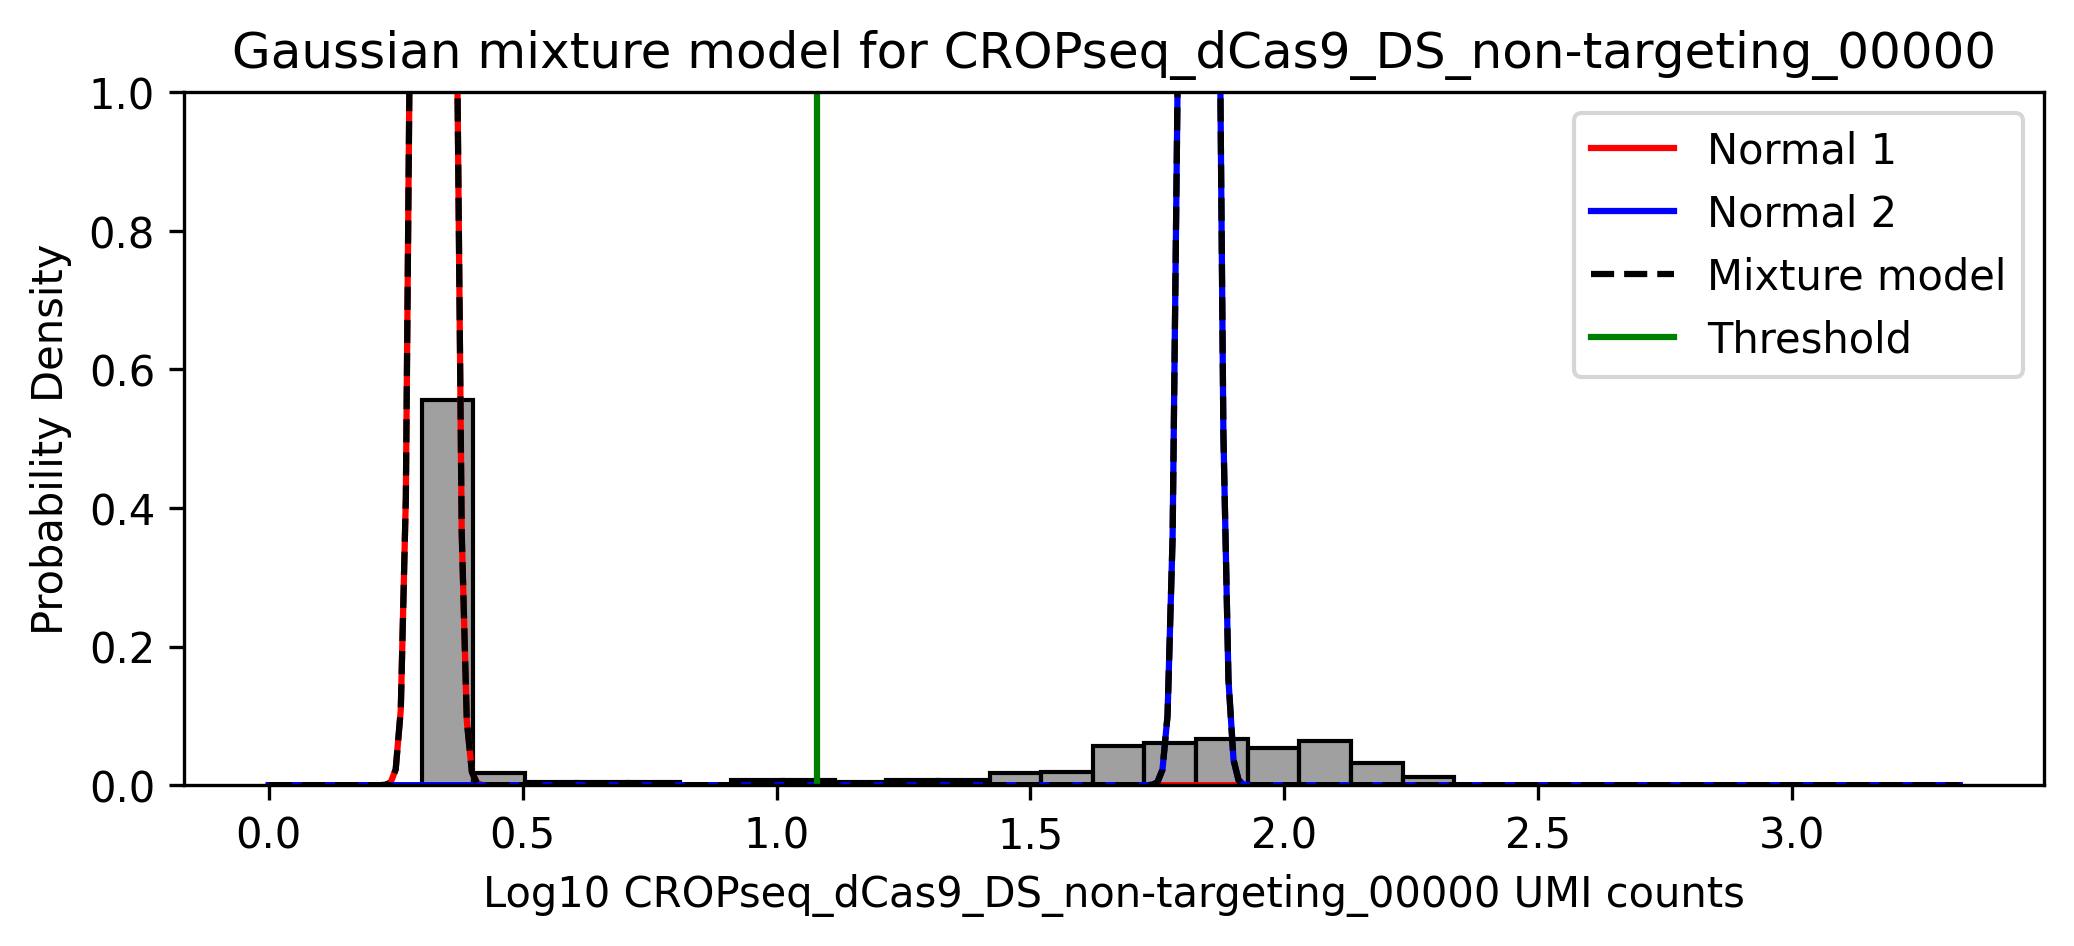 Gaussian mixture model for CROPseq_dCas9_DS_non-targeting_00000
1.0
0.8
0.6
0.4
0.2
0.0
Probability Density
Normal 1
Normal 2
Mixture model
Threshold
0.0 0.5 1.0 1.5 2.0 2.5 3.0
Log10 CROPseq_dCas9_DS_non-targeting_00000 UMI counts